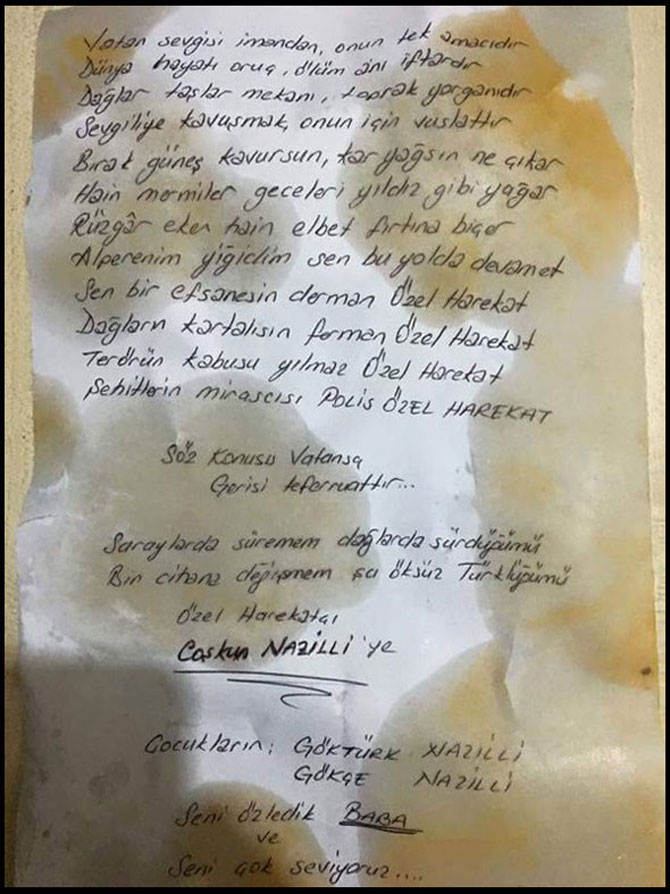 Vatan sevgisi imandan, onun tek amacıdır
Dünya hayatı oruç, ölüm anı iftardır
Dağlar taşlar mekanı, toprak yorganıdır
Sevgiliye kavuşmak, onun için vuslattır
Bırak güneş kavursun, kar yağsın ne çıkar
Hain mermiler geceleri yıldız gibi yağar
Rüzgâr eken hain elbet fırtına biçer
Alperenim yiğidim sen bu yolda devam et
Sen bir efsanesin derman Özel Harekat
Dağların kartalısın ferman Özel Harekat
Terörün kabusu yılmaz Özel Harekat
Şehitlerin mirasçısı POLİS ÖZEL HAREKAT
Söz Konusu Vatansa
Gerisi teferruattır...
Saraylarda süremem dağlarda sürdüğümü
Bin cihana değişmem şu öksüz Türklüğümü
Özel Harekatçı
Coşkun NAZİLLİ'ye
Çocukların; GÖKTÜRK NAZİLLİ
GÖKÇE NAZİLLİ
Seni özledik BABA
ve
Seni çok seviyoruz....